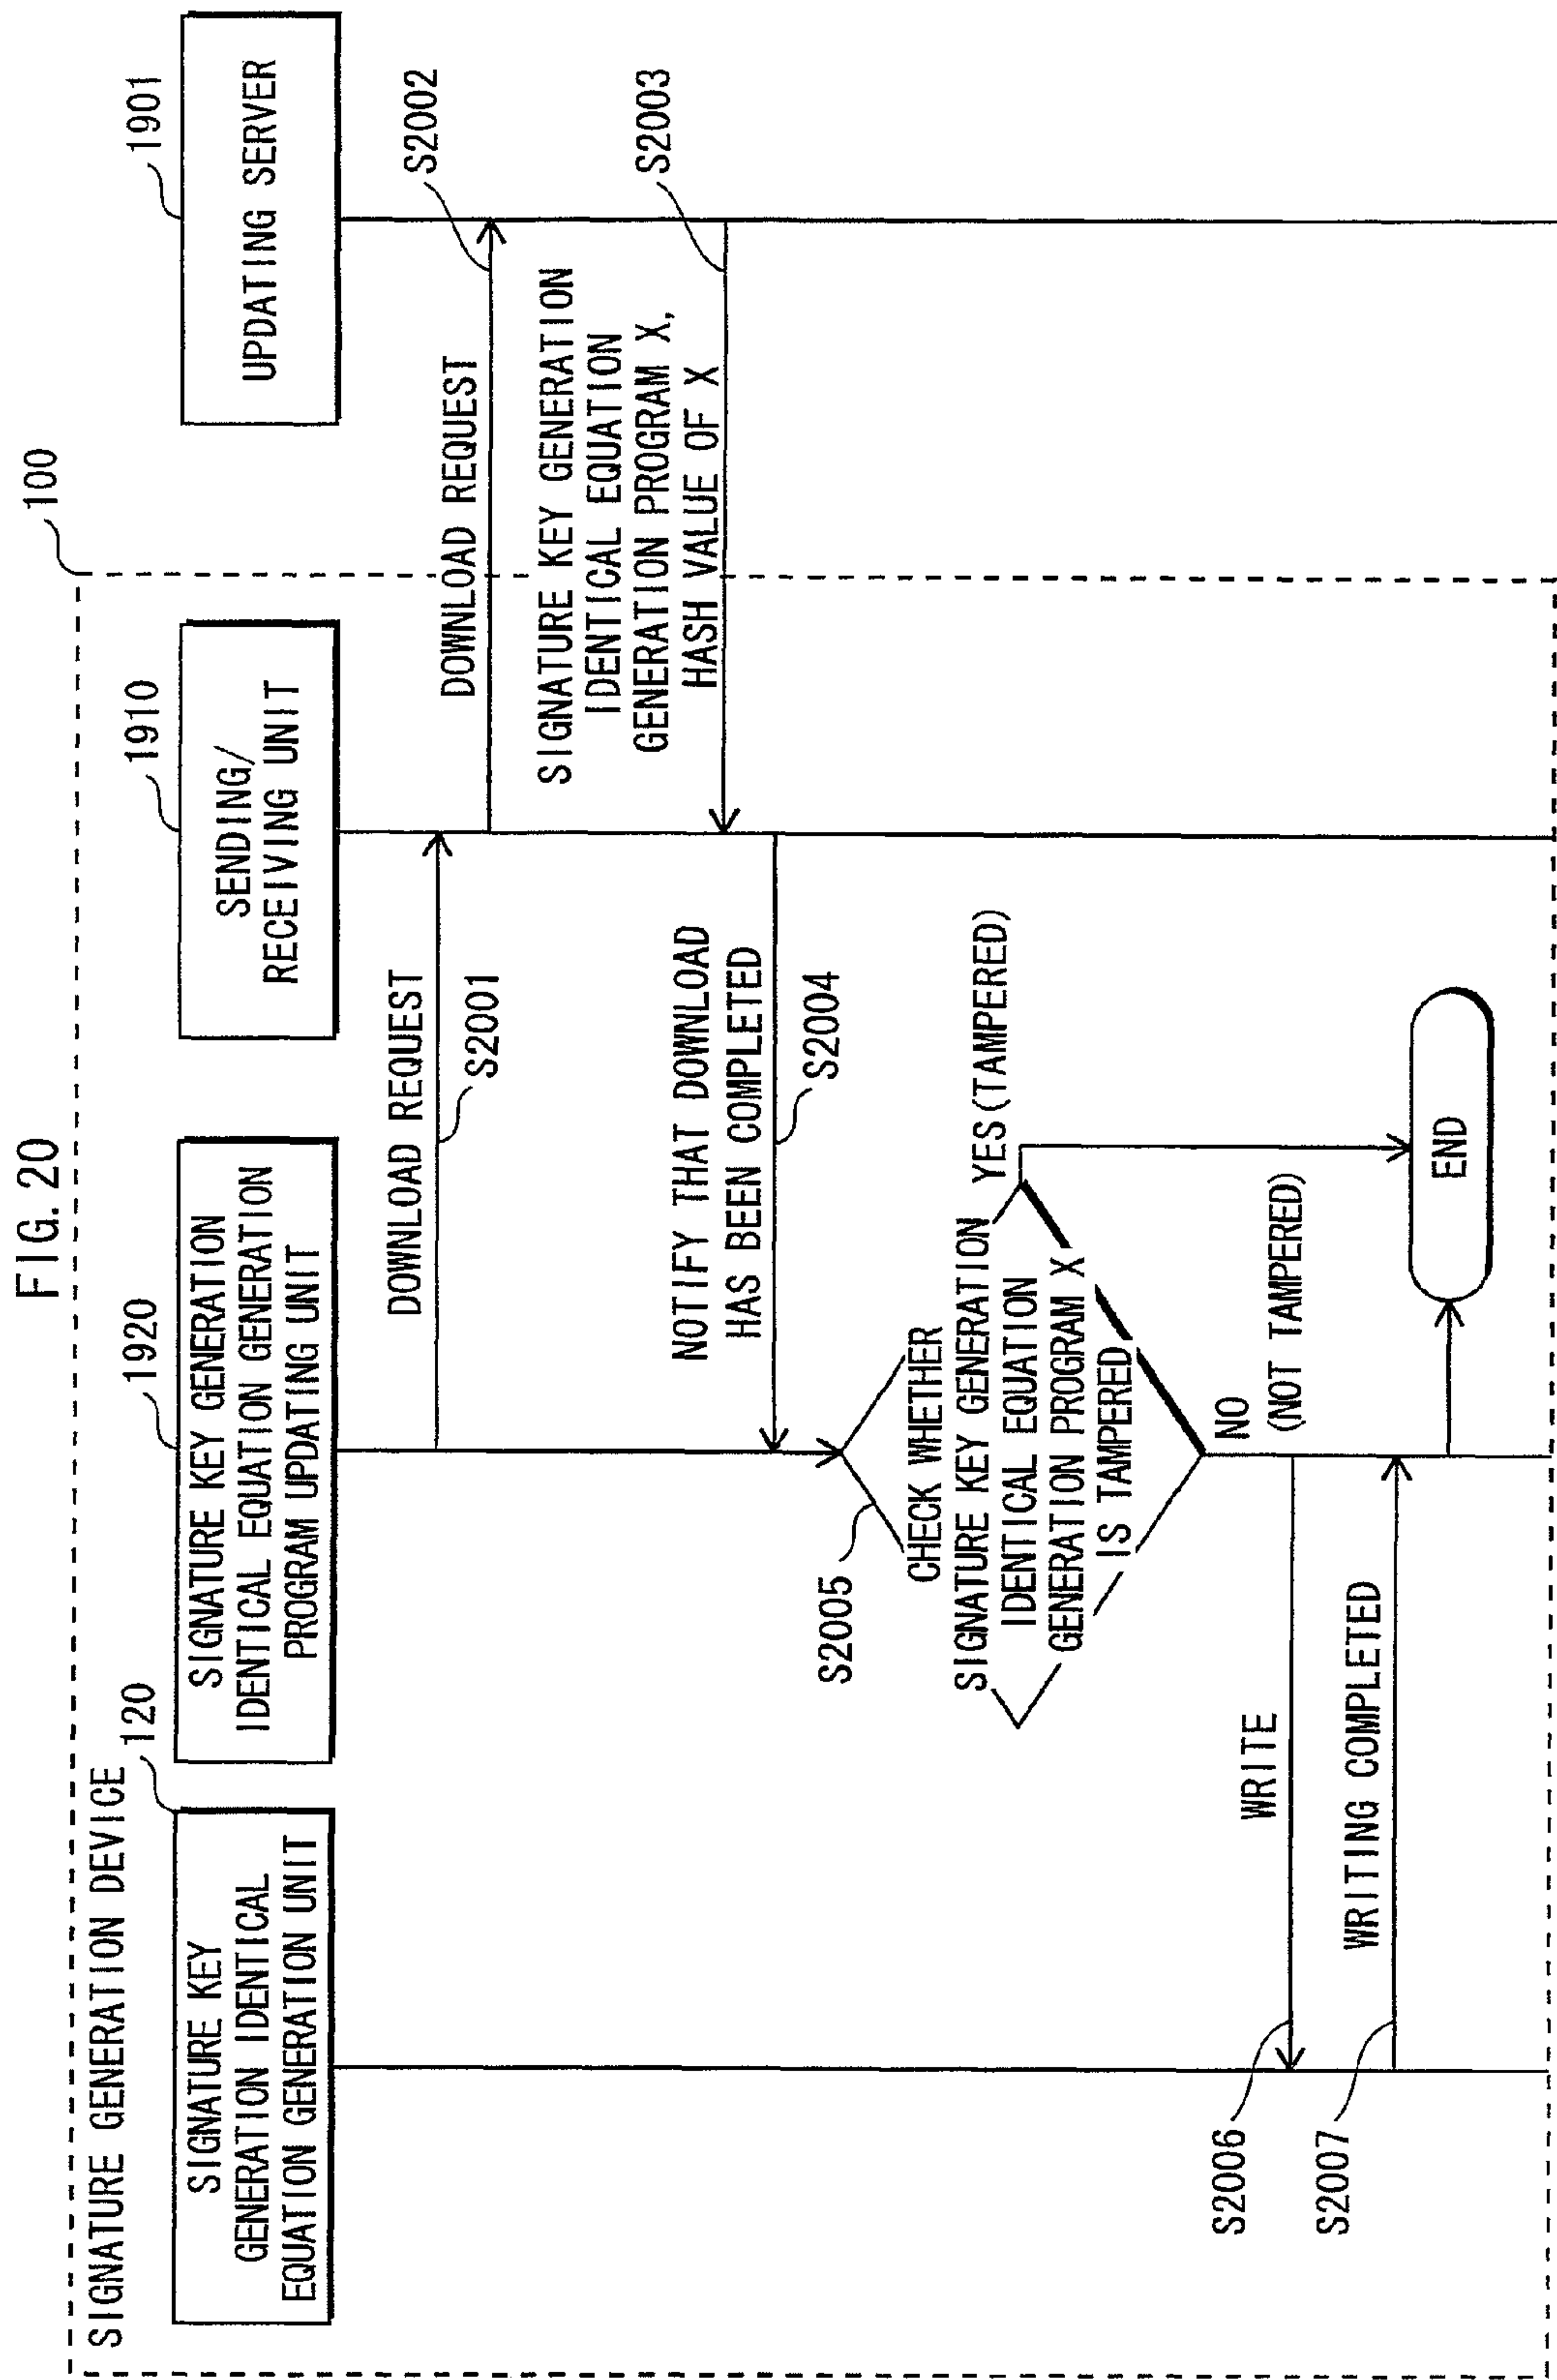 FIG. 20
100
SIGNATURE GENERATION DEVICE
120
SIGNATURE KEY
GENERATION IDENTICAL
EQUATION GENERATION UNIT
1920
SIGNATURE KEY GENERATION
IDENTICAL EQUATION GENERATION
PROGRAM UPDATING UNIT
1910
SENDING/
RECEIVING UNIT
1901
UPDATING SERVER
DOWNLOAD REQUEST
S2001
DOWNLOAD REQUEST
S2002
SIGNATURE KEY GENERATION
IDENTICAL EQUATION
GENERATION PROGRAM X,
HASH VALUE OF X
S2003
NOTIFY THAT DOWNLOAD
HAS BEEN COMPLETED
S2004
S2005
CHECK WHETHER
SIGNATURE KEY GENERATION
IDENTICAL EQUATION
GENERATION PROGRAM X
IS TAMPERED
YES(TAMPERED)
NO
(NOT TAMPERED)
WRITE
S2006
WRITING COMPLETED
S2007
END